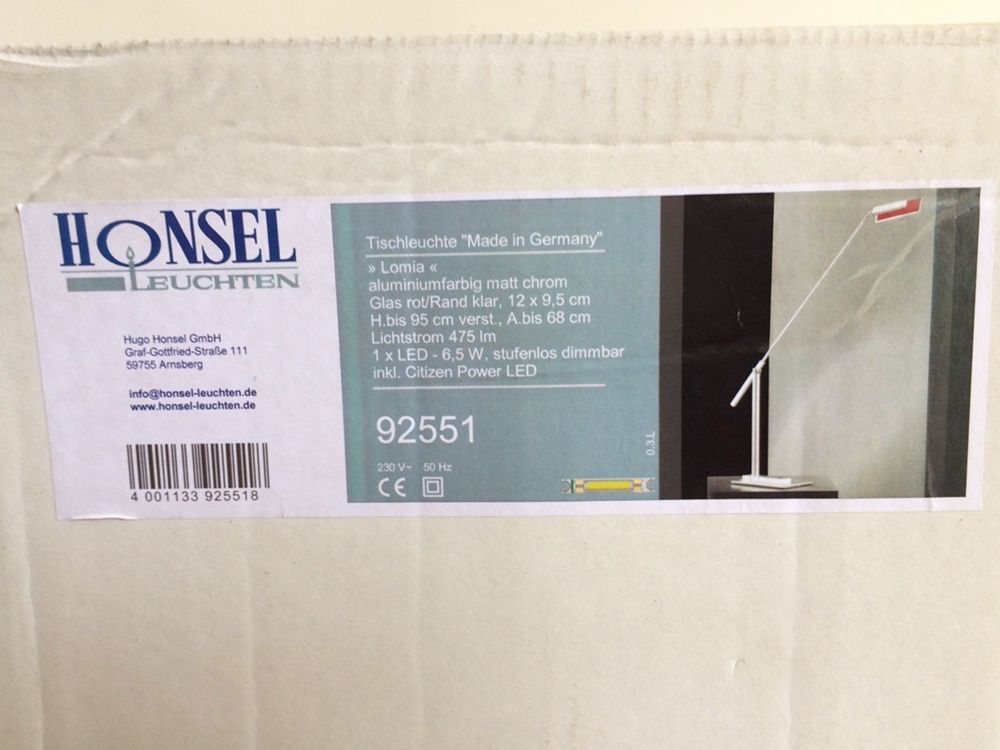 HONSEL
LEUCHTEN
Hugo Honsel GmbH
Graf-Gottfried-Straße 111
59755 Arnsberg
info@honsel-leuchten.de
www.honsel-leuchten.de
4 001133 925518
Tischleuchte "Made in Germany"
» Lomia «
aluminiumfarbig matt chrom
Glas rot/Rand klar, 12 x 9,5 cm
H.bis 95 cm verst., A.bis 68 cm
Lichtstrom 475 lm
1 x LED - 6,5 W, stufenlos dimmbar
inkl. Citizen Power LED
92551
230 V~ 50 Hz
CE
0.3.L